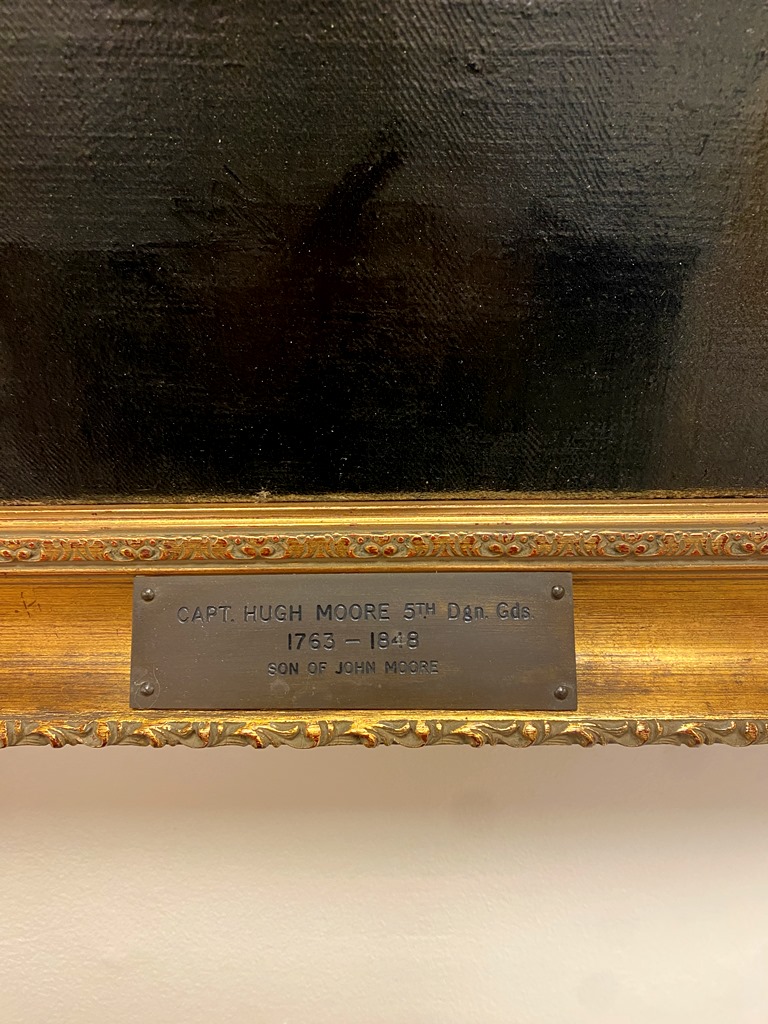 CAPT. HUGH MOORE 5TH Dgn. Gds.
1763 – 1848
SON OF JOHN MOORE